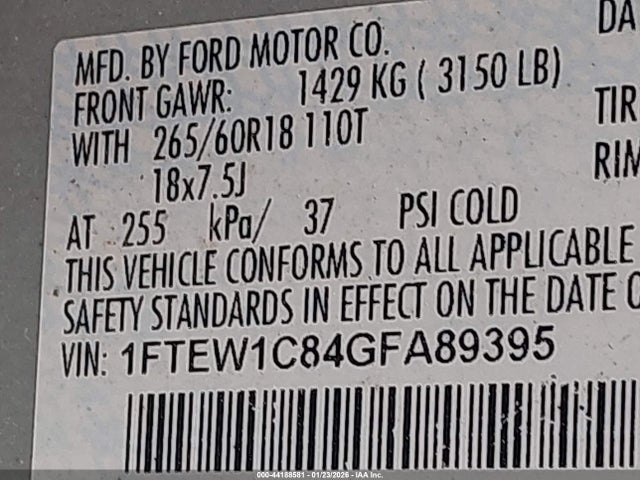 DA
MFD. BY FORD MOTOR CO.
FRONT GAWR: 1429 KG ( 3150 LB)
WITH 265/60R18 110T TIR
18x7.5J RIM
AT 255 kPa/ 37 PSI COLD
THIS VEHICLE CONFORMS TO ALL APPLICABLE
SAFETY STANDARDS IN EFFECT ON THE DATE O
VIN: 1FTEW1C84GFA89395
000-44188581 - 01/23/2026 - IAA Inc.